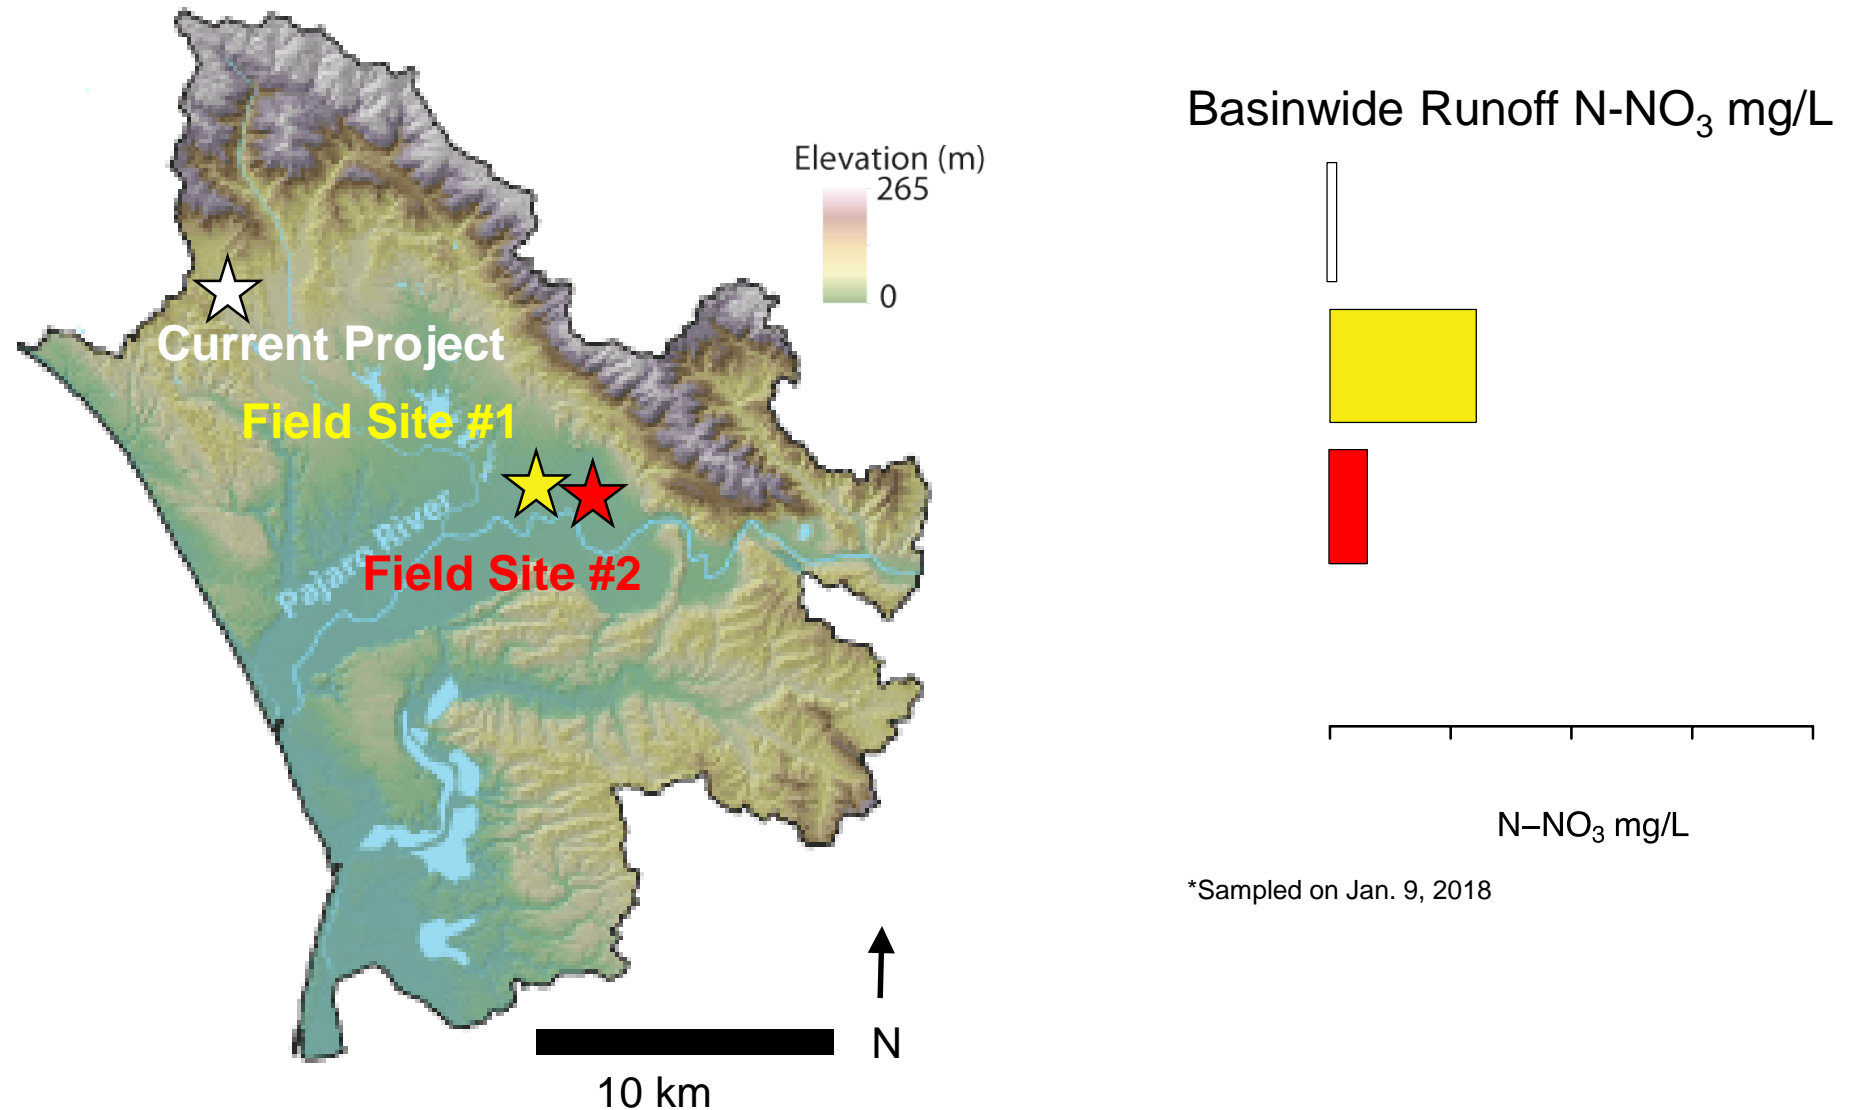 Basinwide Runoff N-NO₃ mg/L
Elevation (m)
265
0
Current Project
Field Site #1
Pajaro River
Field Site #2
N–NO₃ mg/L
*Sampled on Jan. 9, 2018
N
10 km